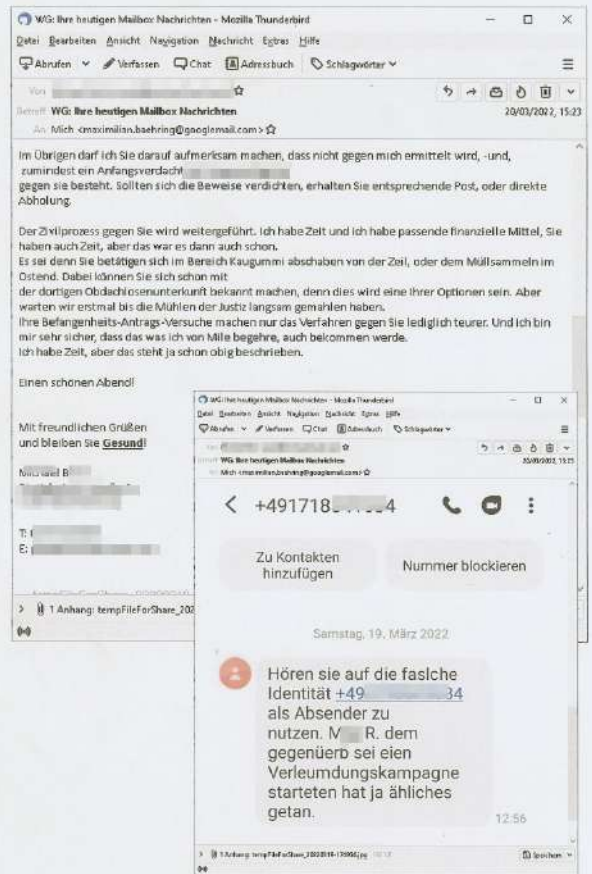 WG: Ihre heutigen Mailbox Nachrichten - Mozilla Thunderbird
Datei Bearbeiten Ansicht Navigation Nachricht Extras Hilfe
Abrufen Verfassen Chat Adressbuch Schlagwörter
Von
Betreff WG: Ihre heutigen Mailbox Nachrichten 20/03/2022, 15:23
An Mich <maximilian.baehring@googlemail.com>
Im Übrigen darf ich Sie darauf aufmerksam machen, dass nicht gegen mich ermittelt wird, -und,
zumindest ein Anfangsverdacht
gegen sie besteht. Sollten sich die Beweise verdichten, erhalten Sie entsprechende Post, oder direkte
Abholung.
Der Zivilprozess gegen Sie wird weitergeführt. Ich habe Zeit und ich habe passende finanzielle Mittel, Sie
haben auch Zeit, aber das war es dann auch schon.
Es sei denn Sie betätigen sich im Bereich Kaugummi abschaben von der Zeil, oder dem Müllsammeln im
Ostend. Dabei können Sie sich schon mit
der dortigen Obdachlosenunterkunft bekannt machen, denn dies wird eine Ihrer Optionen sein. Aber
warten wir erstmal bis die Mühlen der Justiz langsam gemahlen haben.
Ihre Befangenheits-Antrags-Versuche machen nur das Verfahren gegen Sie lediglich teurer. Und ich bin
mir sehr sicher, dass das was ich von Mile begehre, auch bekommen werde.
Ich habe Zeit, aber das steht ja schon obig beschrieben.
Einen schönen Abend!
Mit freundlichen Grüßen
und bleiben Sie Gesund!
Michael B
T:
E:
1 Anhang: tempFileForShare_202
WG: Ihre heutigen Mailbox Nachrichten - Mozilla Thunderbird
Datei Bearbeiten Ansicht Navigation Nachricht Extras Hilfe
Abrufen Verfassen Chat Adressbuch Schlagwörter
WG: Ihre heutigen Mailbox Nachrichten 20/03/2022, 15:23
Mich <maximilian.baehring@googlemail.com>
+491718 4
Zu Kontakten
hinzufügen
Nummer blockieren
Samstag, 19. März 2022
Hören sie auf die faslche
Identität +49 34
als Absender zu
nutzen. M R. dem
gegenüerb sei eien
Verleumdungskampagne
starteten hat ja ähliches
getan.
12:56
1 Anhang: Speichern